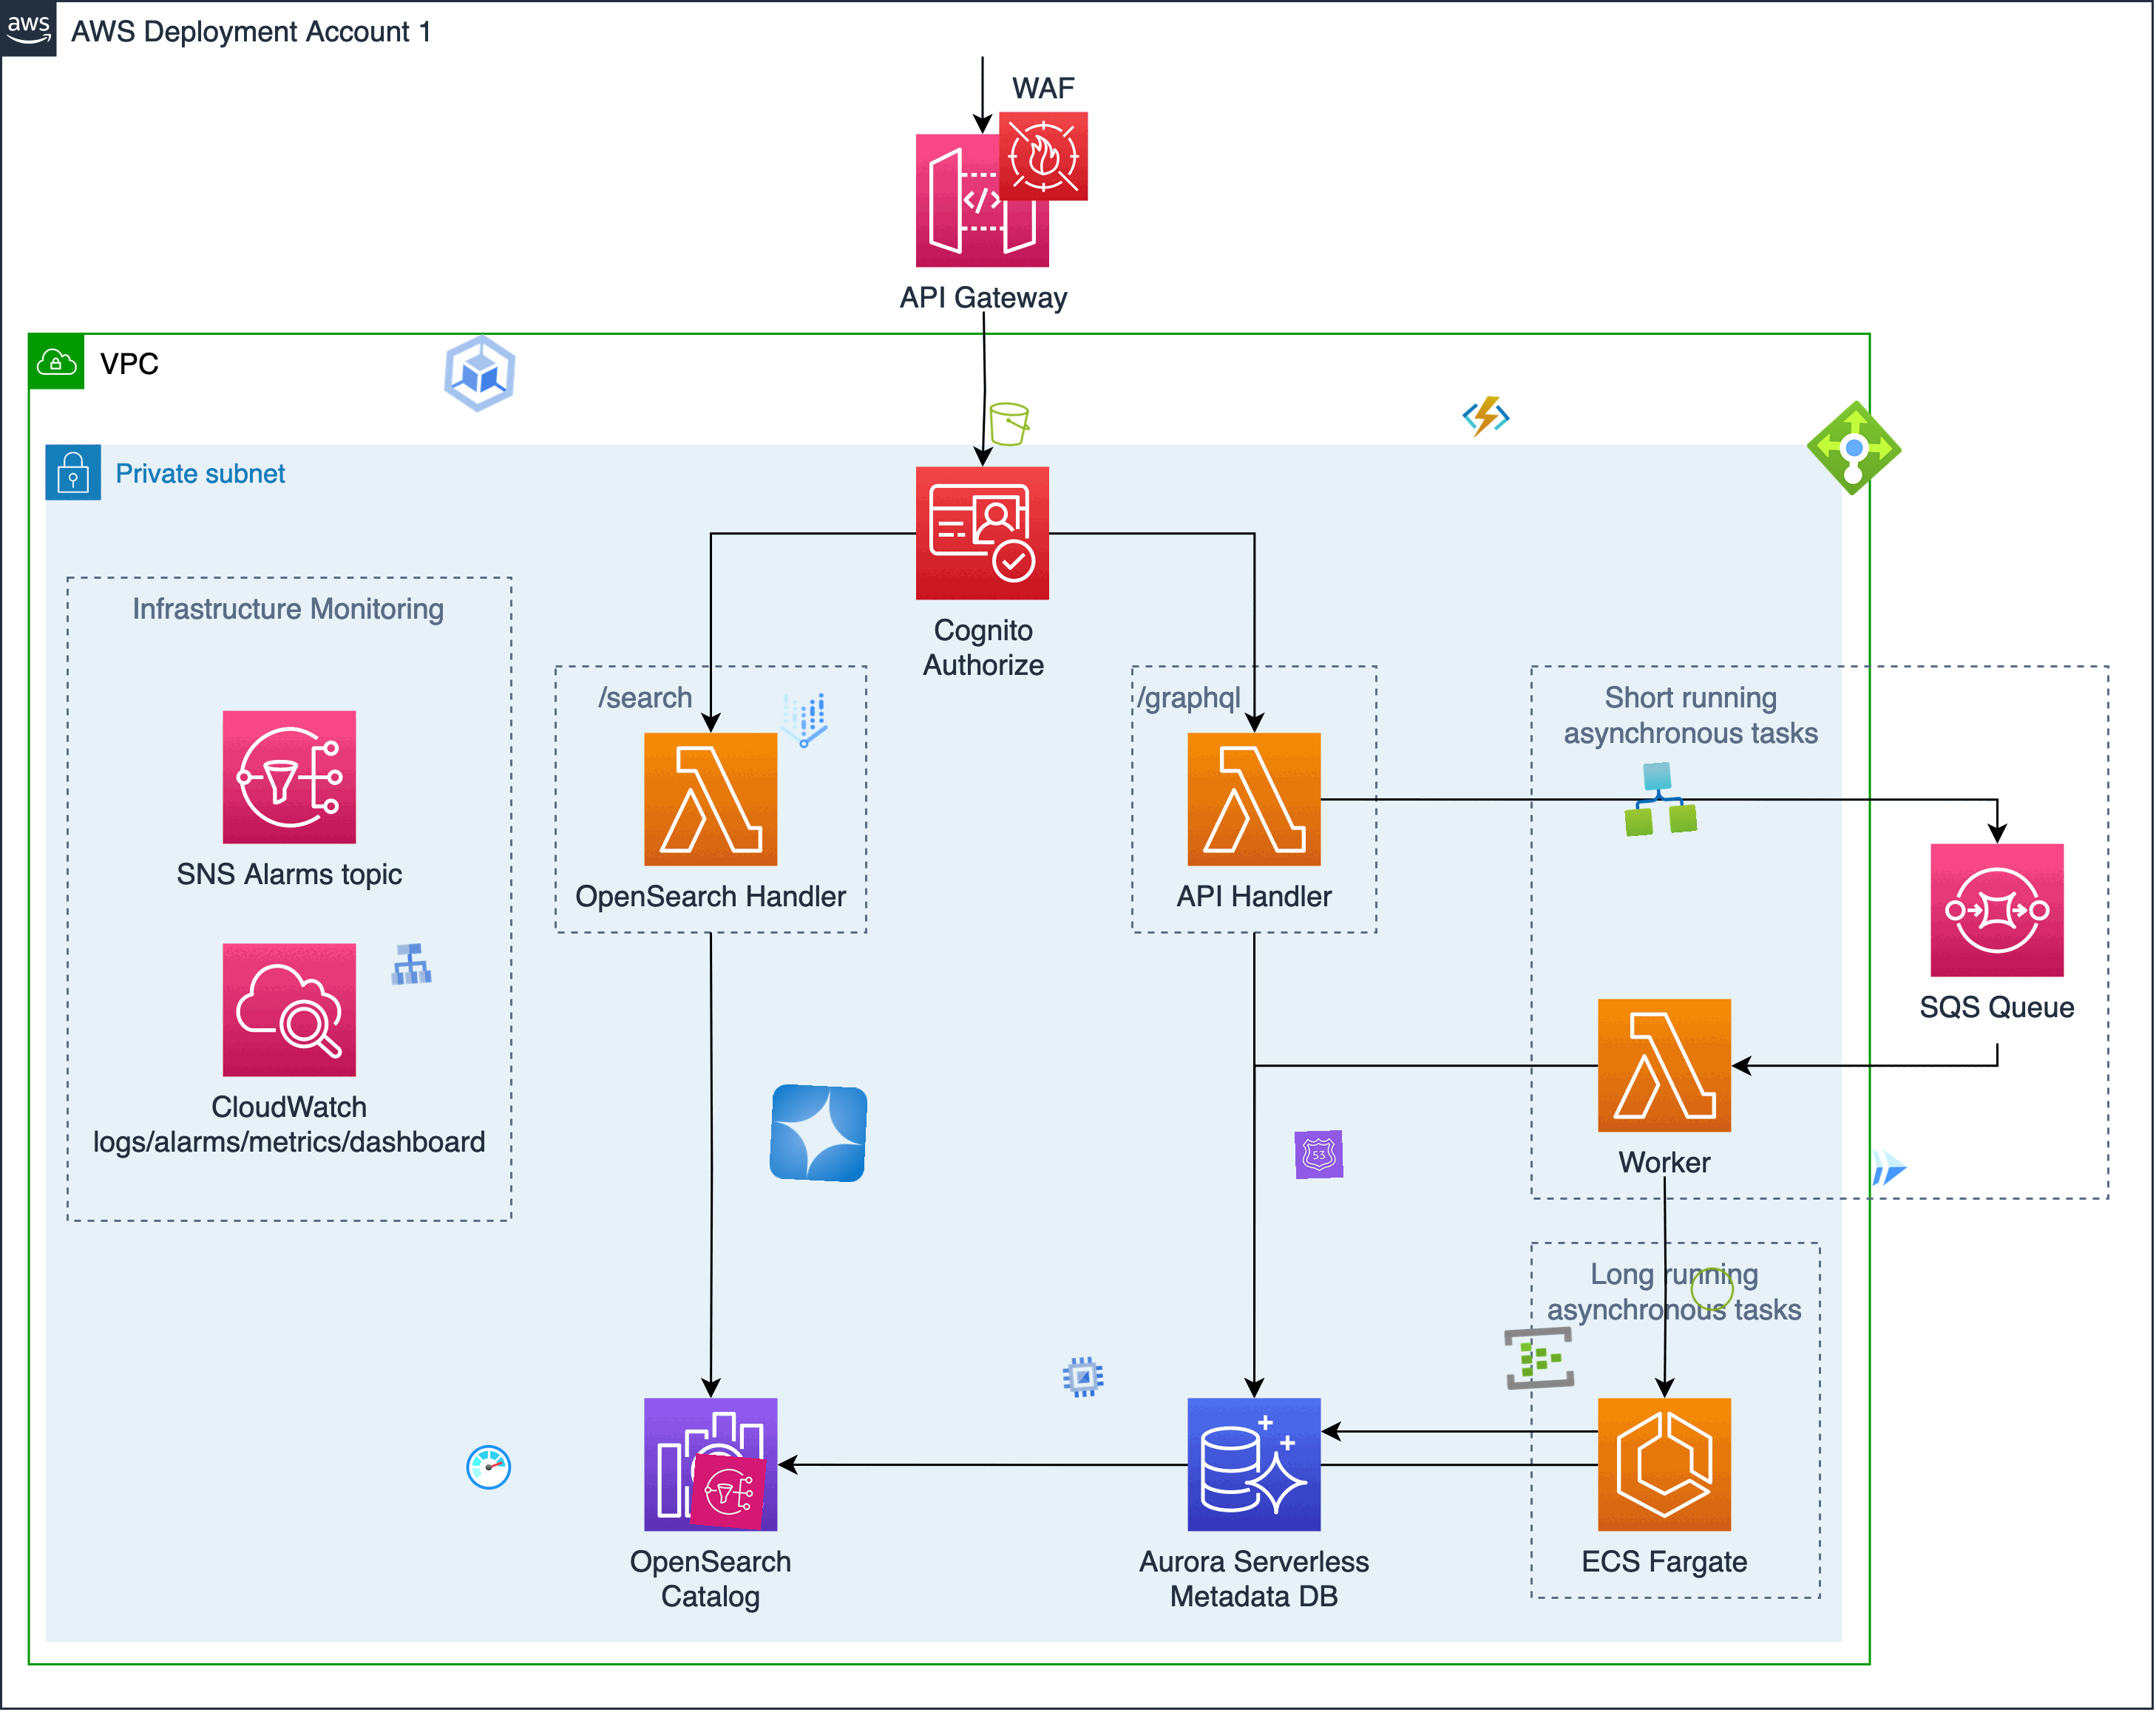 aws
AWS Deployment Account 1
WAF
API Gateway
VPC
Private subnet
Cognito
Authorize
Infrastructure Monitoring
SNS Alarms topic
CloudWatch
logs/alarms/metrics/dashboard
/search
OpenSearch Handler
/graphql
API Handler
Short running
asynchronous tasks
SQS Queue
Worker
53
Long running
asynchronous tasks
OpenSearch
Catalog
Aurora Serverless
Metadata DB
ECS Fargate